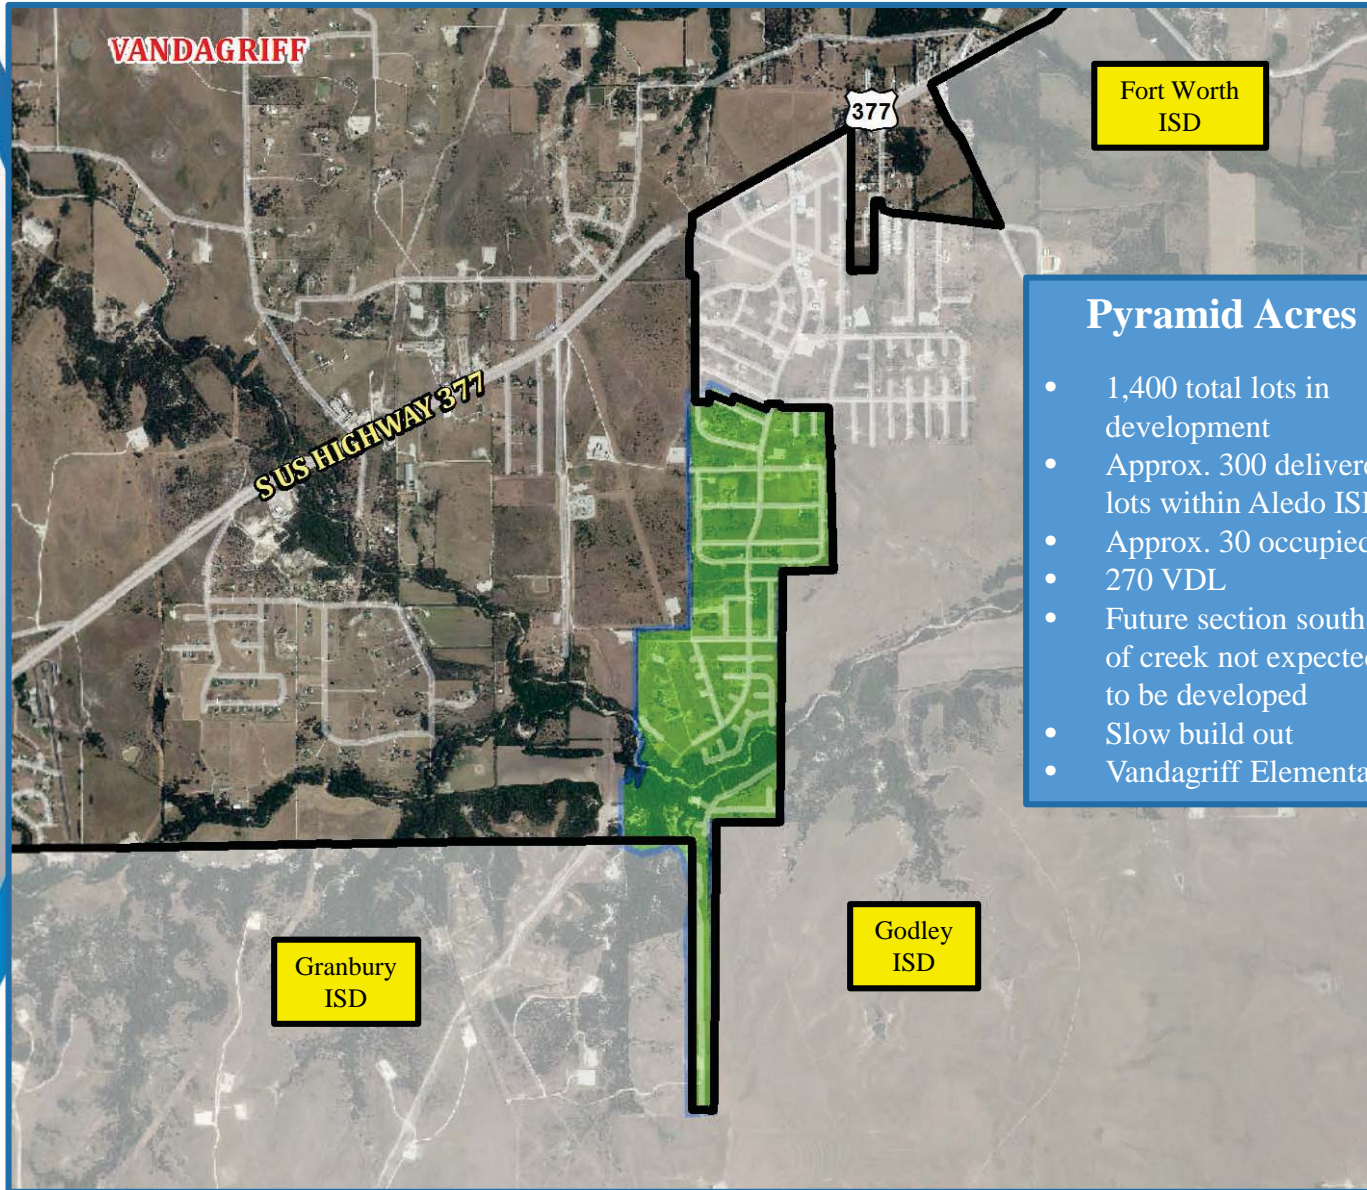 VANDAGRIFF
377
Fort Worth
ISD
S US HIGHWAY 377
Pyramid Acres
• 1,400 total lots in
development
• Approx. 300 delivere
lots within Aledo IS
• Approx. 30 occupied
• 270 VDL
• Future section south
of creek not expected
to be developed
• Slow build out
• Vandagriff Elementa
Granbury
ISD
Godley
ISD